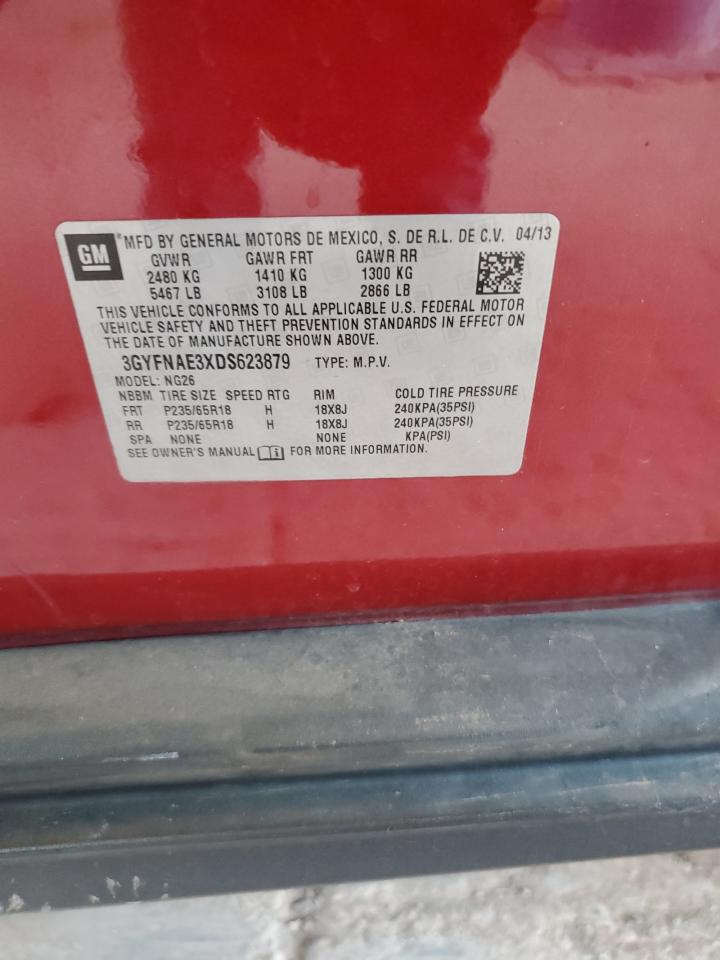 GM *MFD BY GENERAL MOTORS DE MEXICO, S. DE R.L. DE C.V. 04/13
GVWR GAWR FRT GAWR RR
2480 KG 1410 KG 1300 KG
5467 LB 3108 LB 2866 LB
THIS VEHICLE CONFORMS TO ALL APPLICABLE U.S. FEDERAL MOTOR
VEHICLE SAFETY AND THEFT PREVENTION STANDARDS IN EFFECT ON
THE DATE OF MANUFACTURE SHOWN ABOVE.
3GYFNAE3XDS623879 TYPE: M.P.V.
MODEL: NG26
NBBM TIRE SIZE SPEED RTG RIM COLD TIRE PRESSURE
FRT P235/65R18 H 18X8J 240KPA(35PSI)
RR P235/65R18 H 18X8J 240KPA(35PSI)
SPA NONE NONE KPA(PSI)
SEE OWNER'S MANUAL FOR MORE INFORMATION.